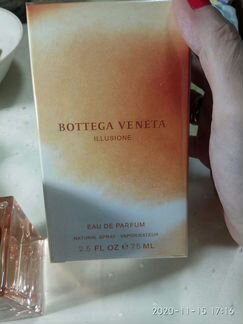 BOTTEGA VENETA
ILLUSIONE
EAU DE PARFUM
NATURAL SPRAY · VAPORISATEUR
2.5 FL OZ ℮ 75 ML
2020-11-15 17:16